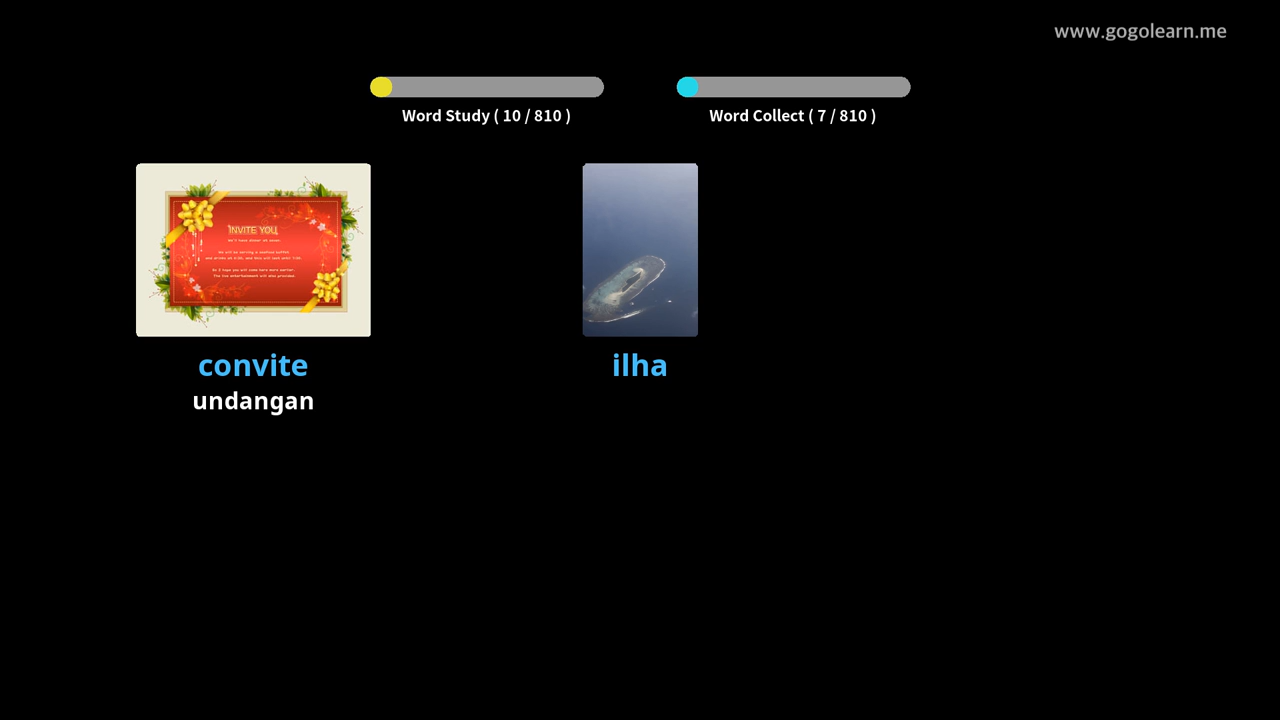 www.gogolearn.me
Word Study ( 10 / 810 )
Word Collect ( 7 / 810 )
INVITE YOU
convite
undangan
ilha